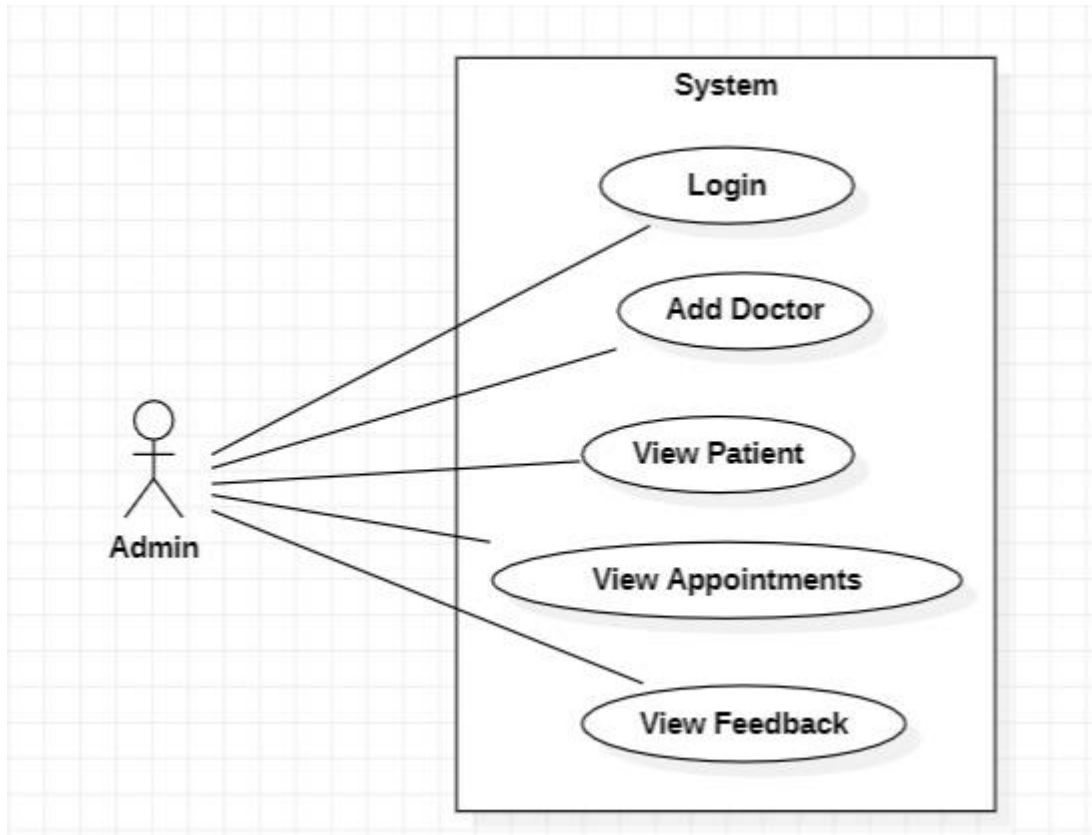 System
Login
Add Doctor
View Patient
Admin
View Appointments
View Feedback